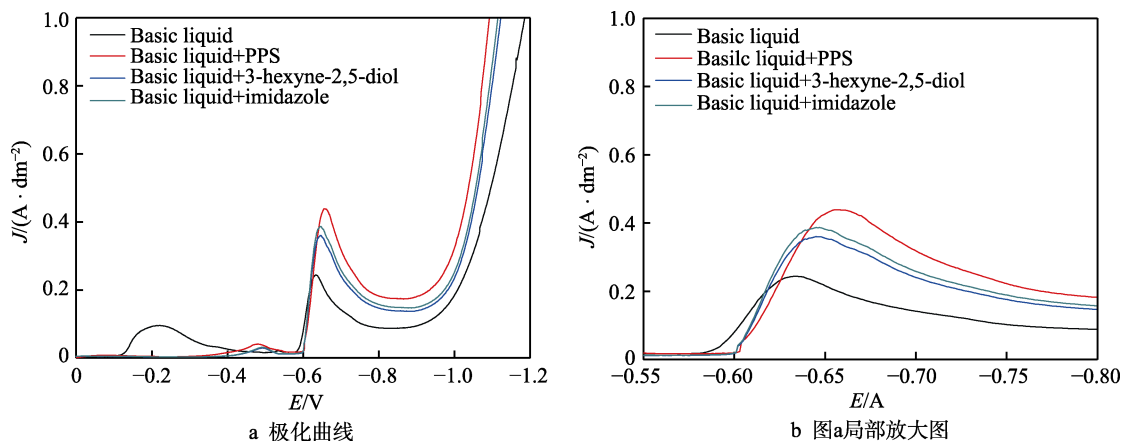 1.0
0.8
0.6
0.4
0.2
0
J/(A · dm⁻²)
Basic liquid
Basic liquid+PPS
Basic liquid+3-hexyne-2,5-diol
Basic liquid+imidazole
0 −0.2 −0.4 −0.6 −0.8 −1.0 −1.2
E/V
a 极化曲线
1.0
0.8
0.6
0.4
0.2
0
J/(A · dm⁻²)
Basic liquid
Basilc liquid+PPS
Basic liquid+3-hexyne-2,5-diol
Basic liquid+imidazole
−0.55 −0.60 −0.65 −0.70 −0.75 −0.80
E/A
b 图a局部放大图